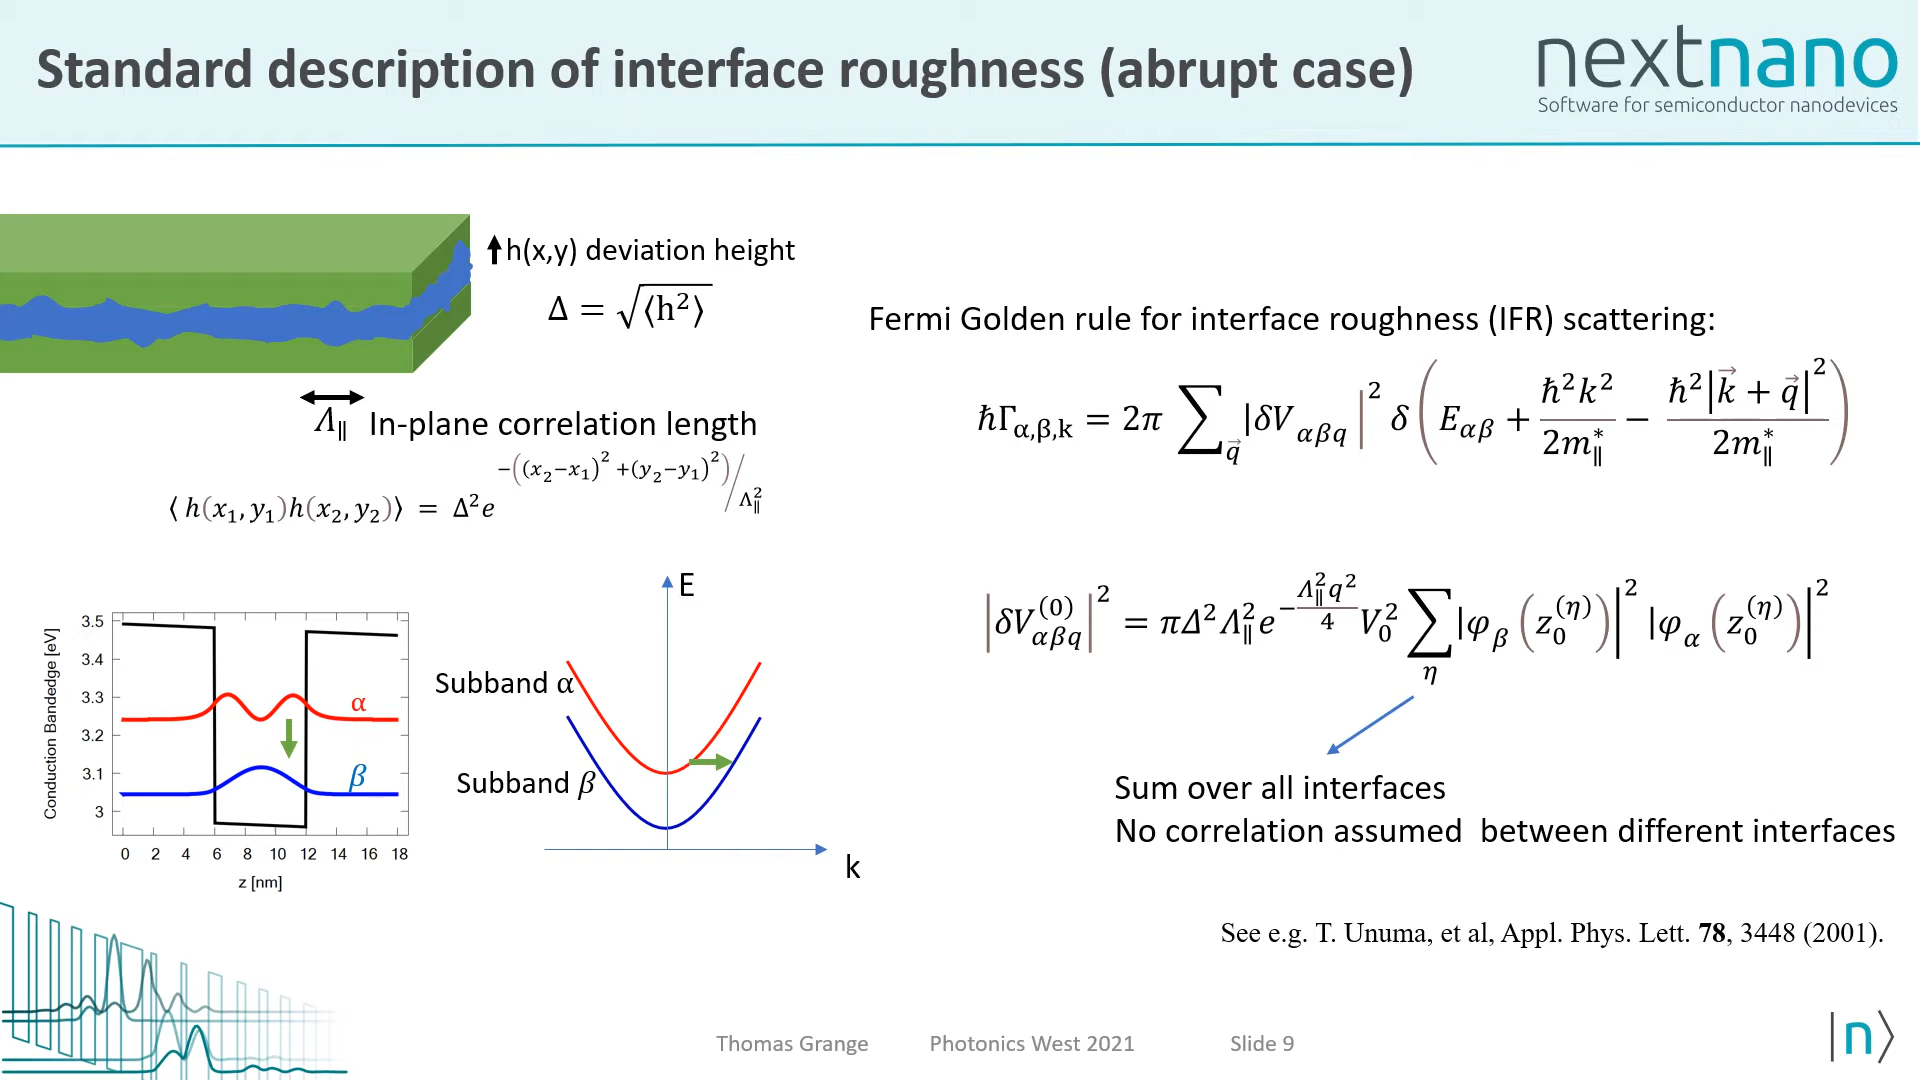 Standard description of interface roughness (abrupt case)
nextnano
Software for semiconductor nanodevices
h(x,y) deviation height
Δ = √⟨h²⟩
Λ∥ In-plane correlation length
⟨ h(x₁, y₁)h(x₂, y₂)⟩ = Δ²e^(−((x₂−x₁)² +(y₂−y₁)²)/Λ∥²)
Fermi Golden rule for interface roughness (IFR) scattering:
ħΓ_α,β,k = 2π ∑_q⃗ |δV_αβq|² δ(E_αβ + ħ²k²/2m∥* − ħ²|k⃗ + q⃗|²/2m∥*)
|δV_αβq^(0)|² = πΔ²Λ∥²e^(−Λ∥²q²/4) V₀² ∑_η |φ_β(z₀^(η))|² |φ_α(z₀^(η))|²
Sum over all interfaces
No correlation assumed between different interfaces
See e.g. T. Unuma, et al, Appl. Phys. Lett. 78, 3448 (2001).
Conduction Bandedge [eV]
3.5
3.4
3.3
3.2
3.1
3
α
β
0 2 4 6 8 10 12 14 16 18
z [nm]
E
Subband α
Subband β
k
Thomas Grange Photonics West 2021 Slide 9
|n⟩